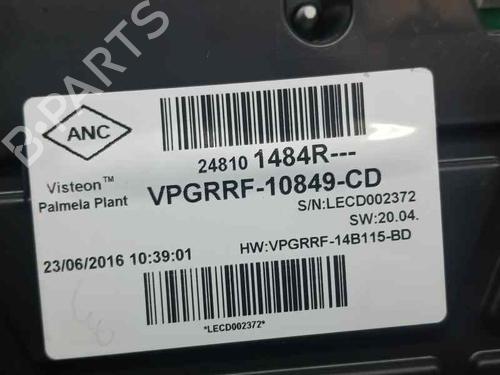 B-PARTS
ANC
24810 1484R---
Visteon™
Palmela Plant
VPGRRF-10849-CD
S/N:LECD002372
SW:20.04.
23/06/2016 10:39:01
HW:VPGRRF-14B115-BD
*LECD002372*